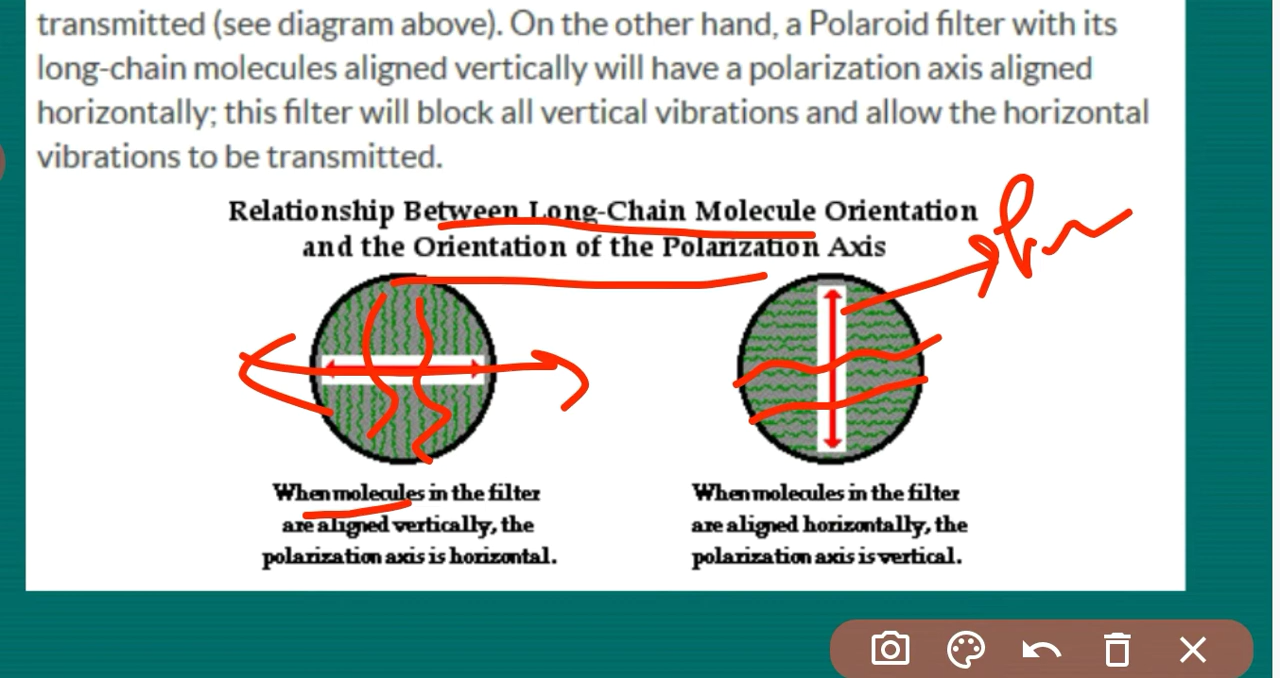 transmitted (see diagram above). On the other hand, a Polaroid filter with its
long-chain molecules aligned vertically will have a polarization axis aligned
horizontally; this filter will block all vertical vibrations and allow the horizontal
vibrations to be transmitted.
Relationship Between Long-Chain Molecule Orientation
and the Orientation of the Polarization Axis
When molecules in the filter
are aligned vertically, the
polarization axis is horizontal.
When molecules in the filter
are aligned horizontally, the
polarization axis is vertical.